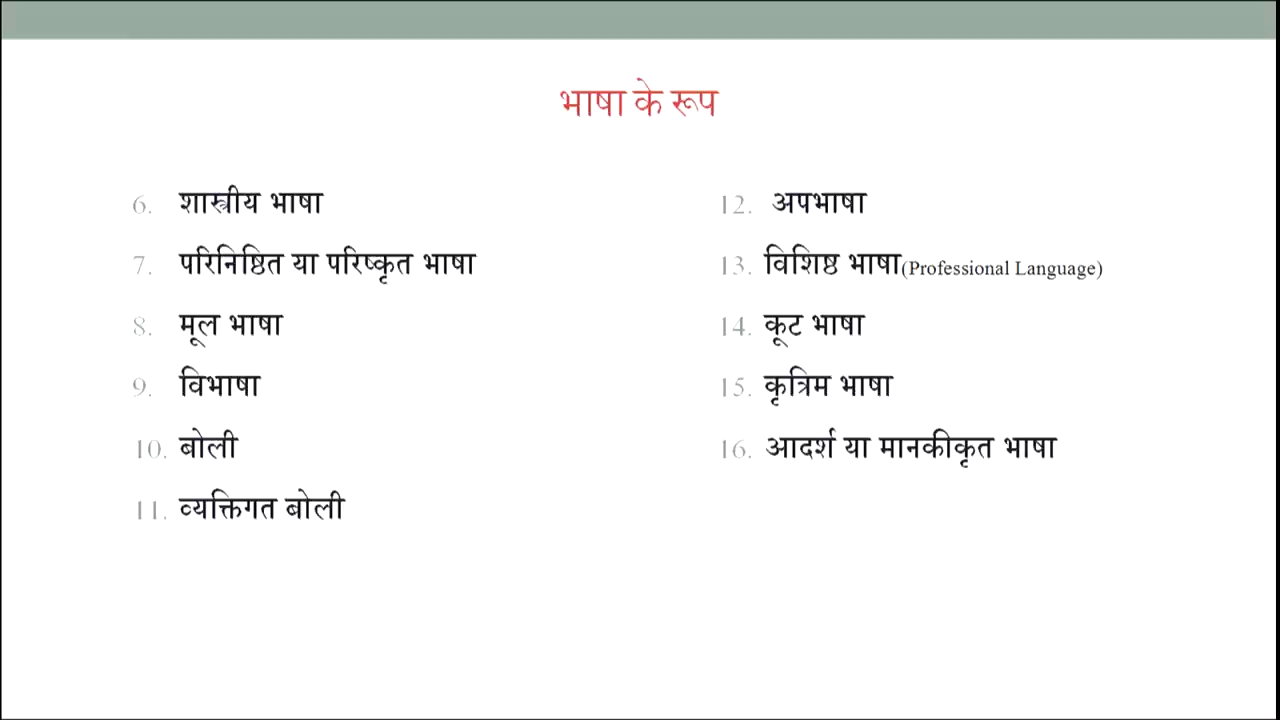 भाषा के रूप
6. शास्त्रीय भाषा
7. परिनिष्ठित या परिष्कृत भाषा
8. मूल भाषा
9. विभाषा
10. बोली
11. व्यक्तिगत बोली
12. अपभाषा
13. विशिष्ठ भाषा(Professional Language)
14. कूट भाषा
15. कृत्रिम भाषा
16. आदर्श या मानकीकृत भाषा